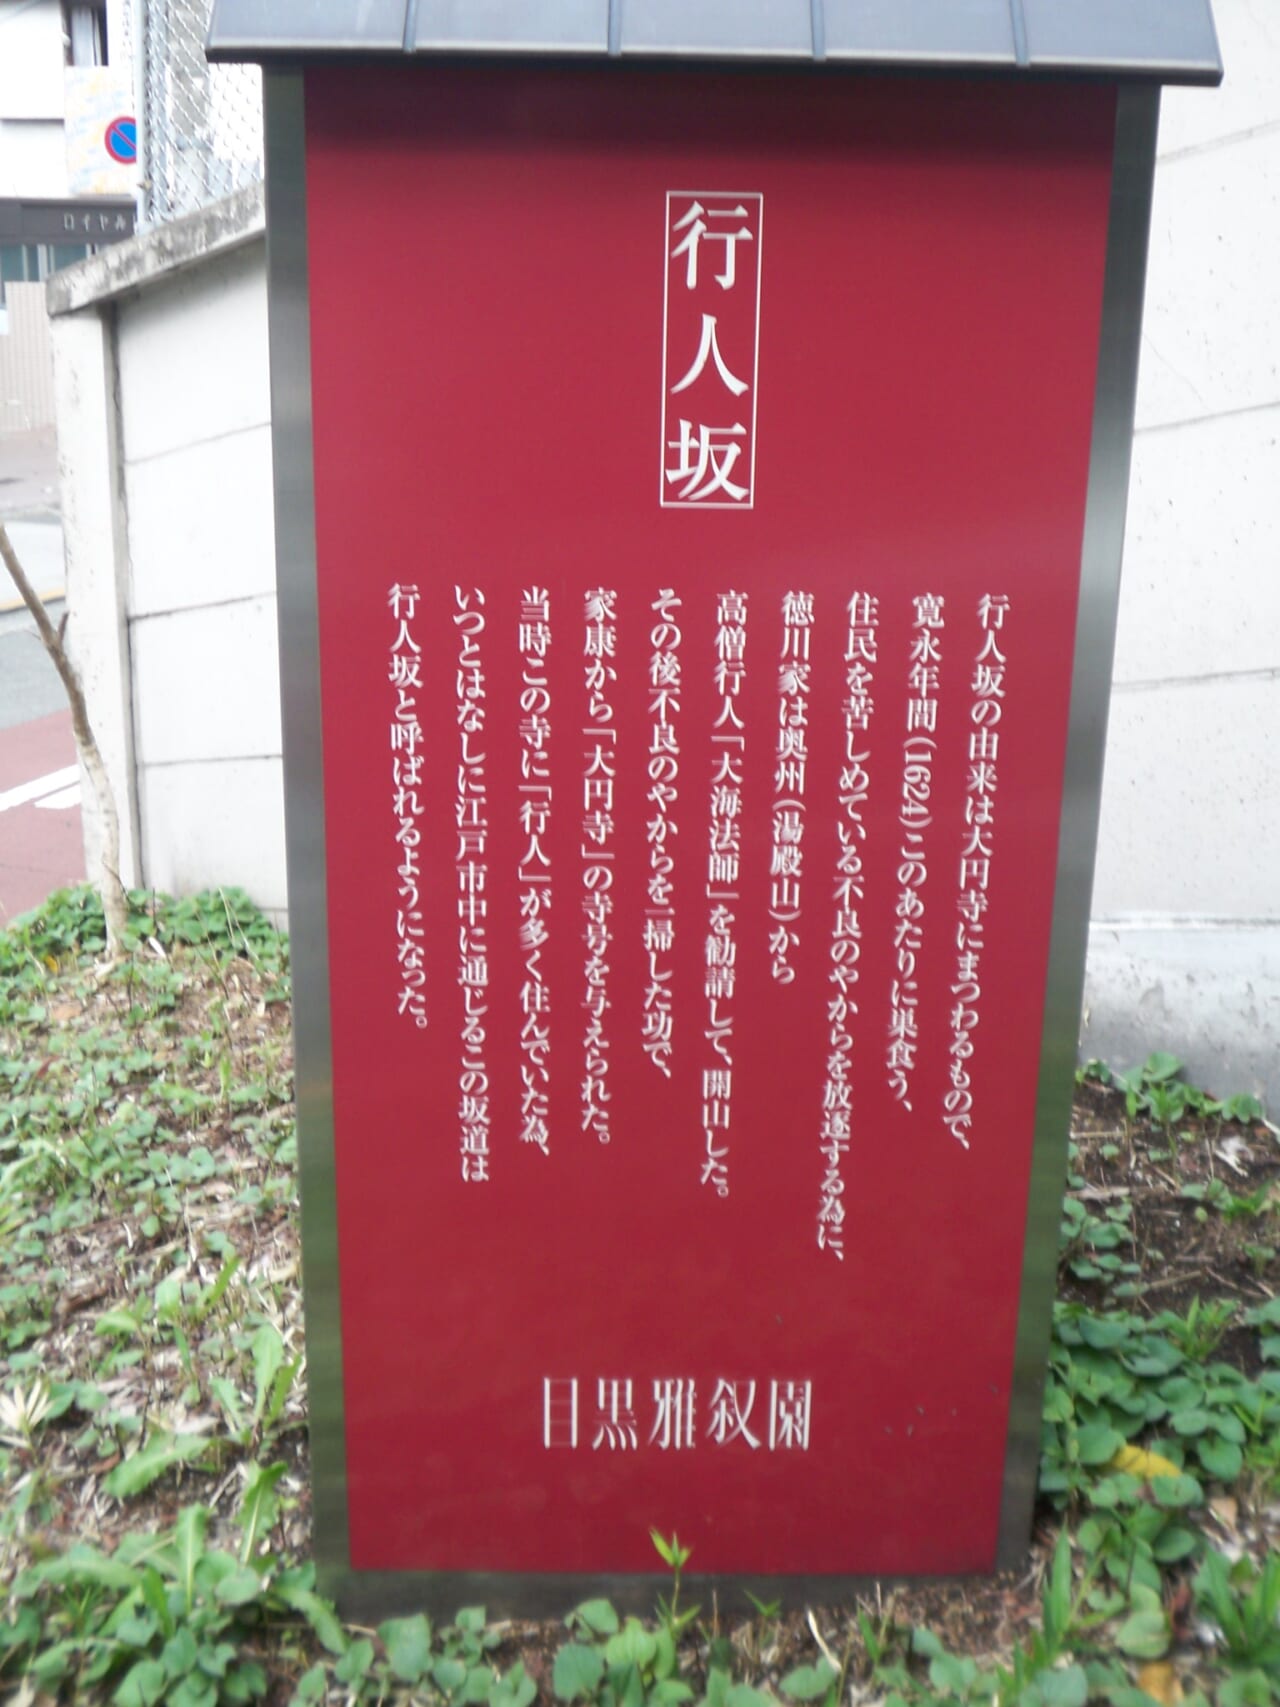 行人坂
行人坂の由来は大円寺にまつわるもので、
寛永年間(1624)このあたりに巣食う、
住民を苦しめている不良のやからを放逐する為に、
徳川家は奥州(湯殿山)から
高僧行人「大海法師」を勧請して、開山した。
その後不良のやからを一掃した功で、
家康から「大円寺」の寺号を与えられた。
当時この寺に「行人」が多く住んでいた為、
いつとはなしに江戸市中に通じるこの坂道は
行人坂と呼ばれるようになった。
目黒雅叙園
ロイヤル